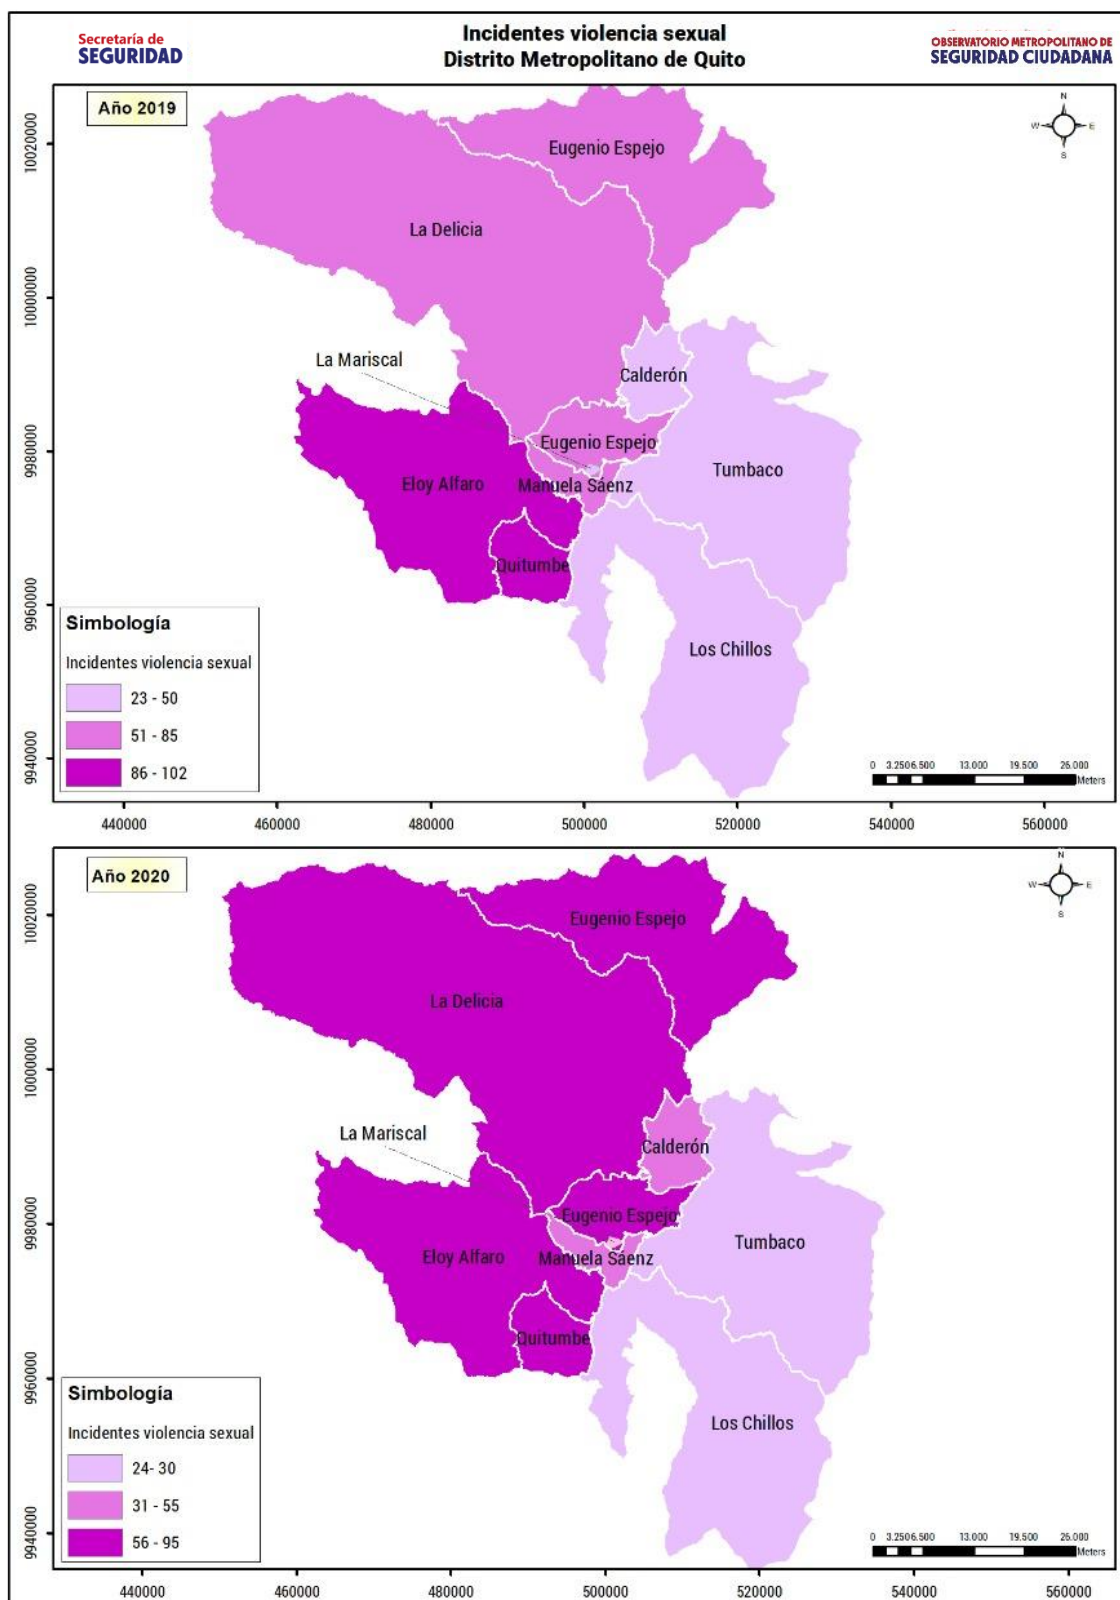 Secretaría de
SEGURIDAD
Incidentes violencia sexual
Distrito Metropolitano de Quito
OBSERVATORIO METROPOLITANO DE
SEGURIDAD CIUDADANA
Año 2019
N
W E
S
Eugenio Espejo
La Delicia
La Mariscal
Calderón
Eugenio Espejo
Tumbaco
Eloy Alfaro
Manuela Sáenz
Quitumbe
Los Chillos
Simbología
Incidentes violencia sexual
23 - 50
51 - 85
86 - 102
0 3.250 6.500 13.000 19.500 26.000
Meters
10020000
10000000
9980000
9960000
9940000
440000 460000 480000 500000 520000 540000 560000
Año 2020
N
W E
S
Eugenio Espejo
La Delicia
La Mariscal
Calderón
Eugenio Espejo
Tumbaco
Eloy Alfaro
Manuela Sáenz
Quitumbe
Los Chillos
Simbología
Incidentes violencia sexual
24- 30
31 - 55
56 - 95
0 3.250 6.500 13.000 19.500 26.000
Meters
10020000
10000000
9980000
9960000
9940000
440000 460000 480000 500000 520000 540000 560000